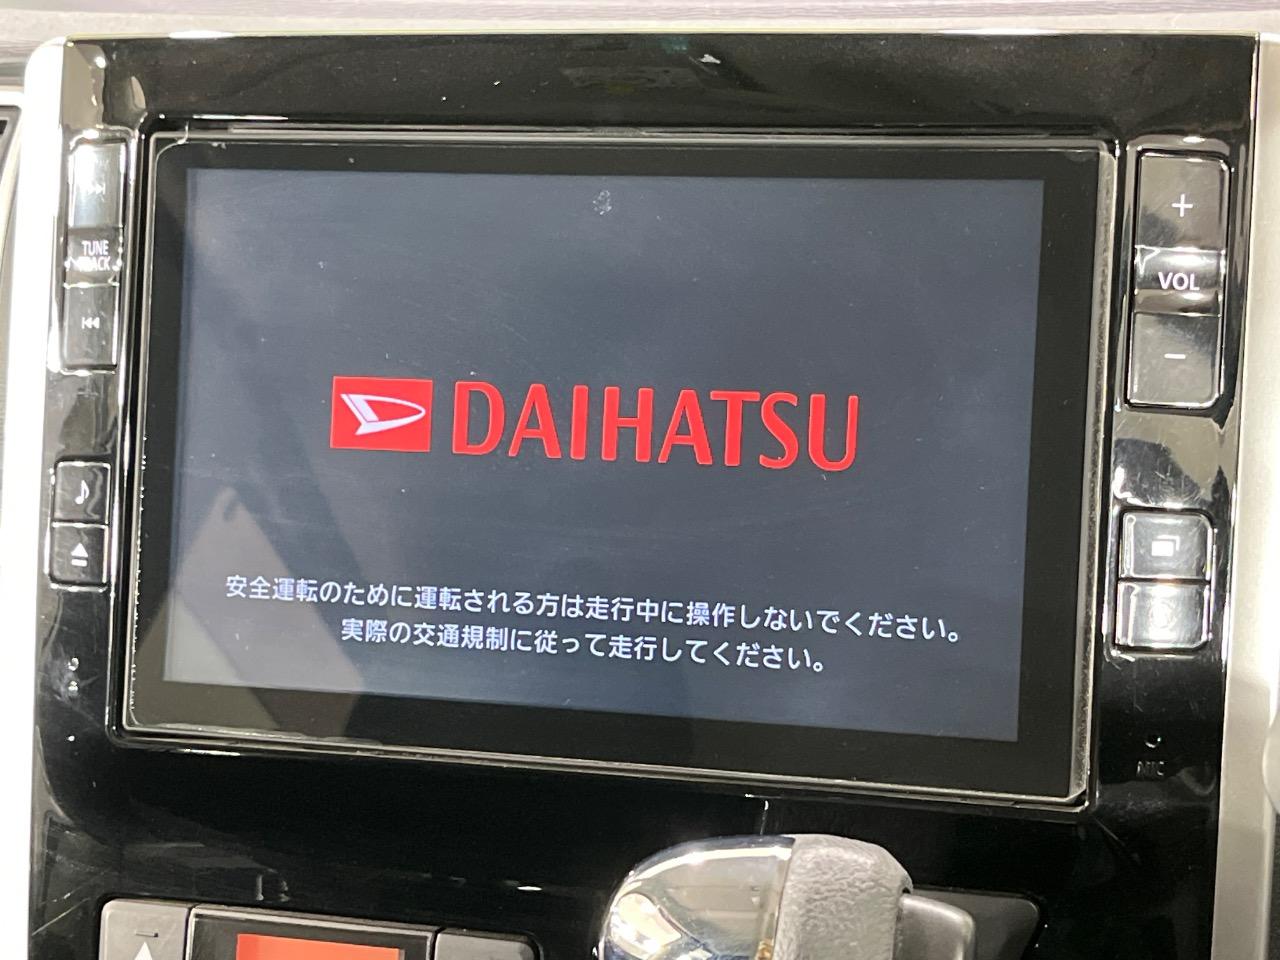 TUNE
TRACK
VOL
DAIHATSU
安全運転のために運転される方は走行中に操作しないでください。
実際の交通規制に従って走行してください。
MIC